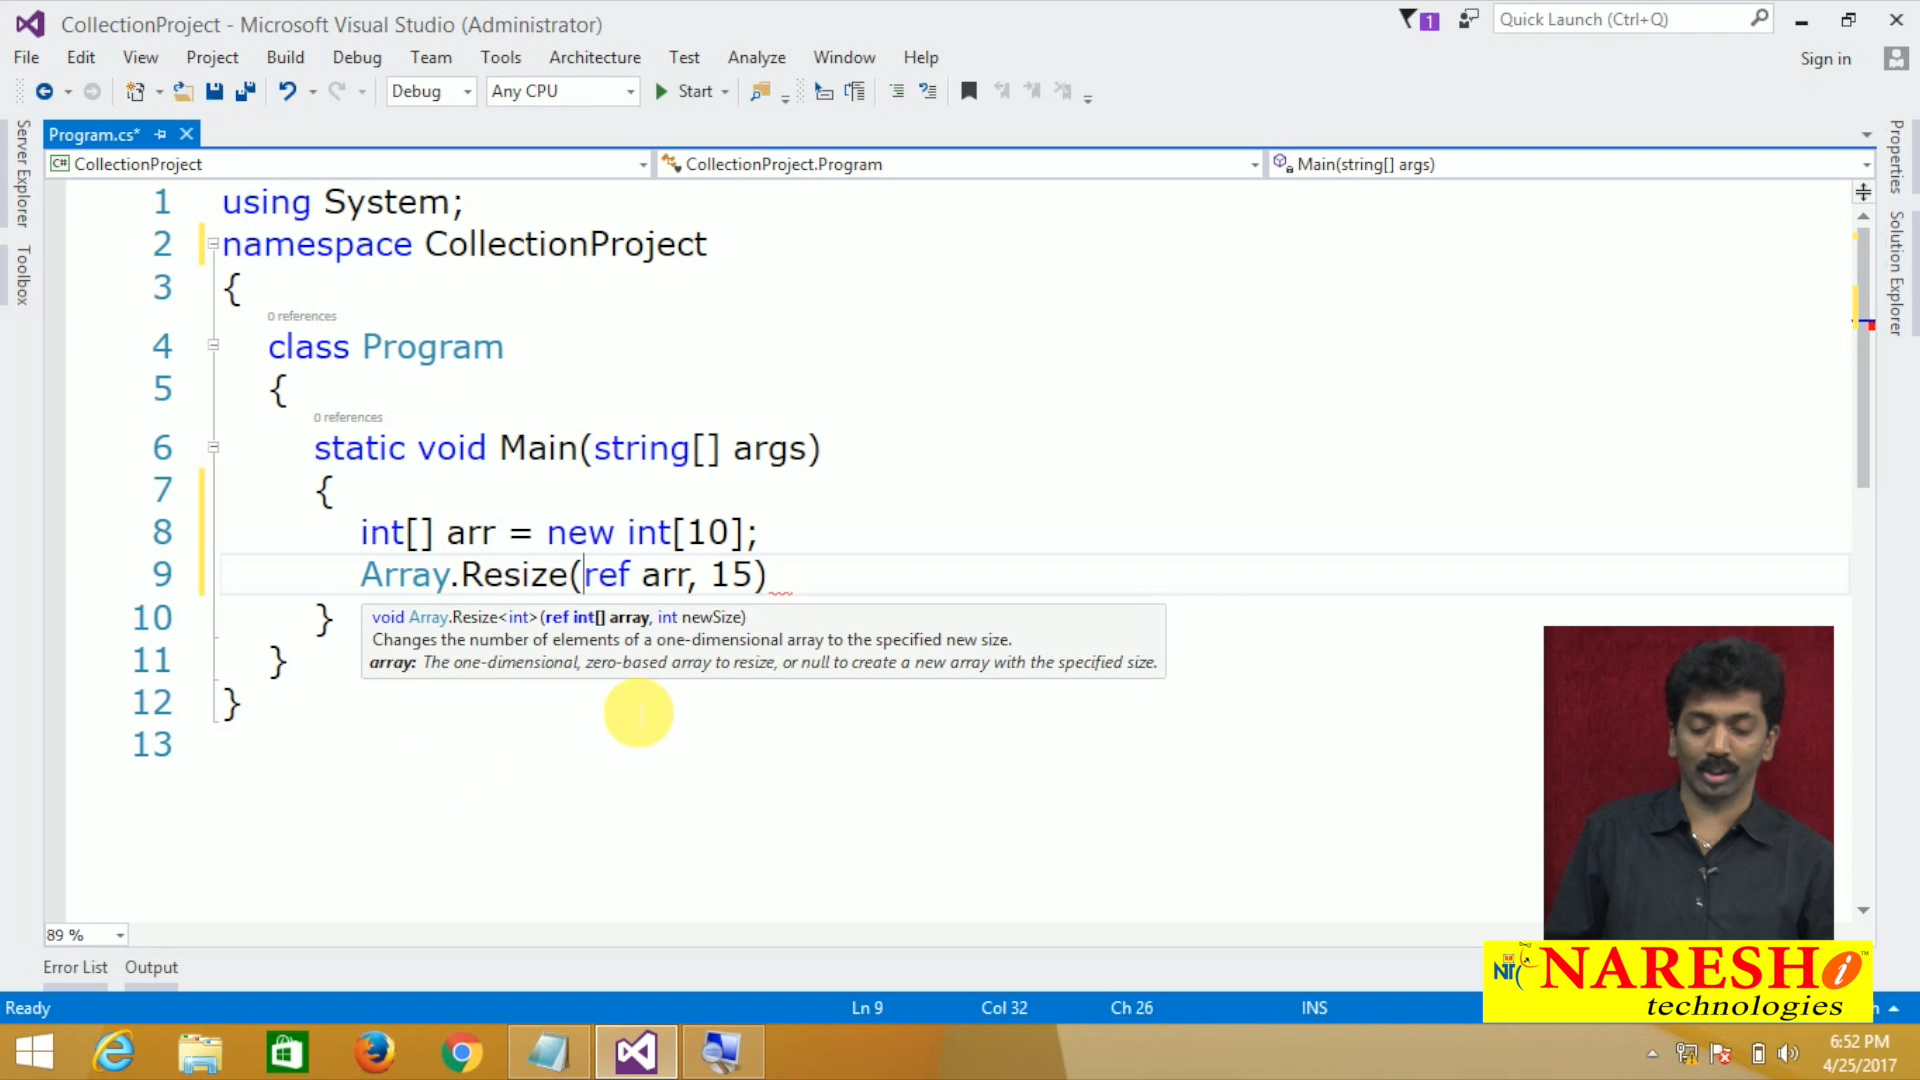 CollectionProject - Microsoft Visual Studio (Administrator)
1
Quick Launch (Ctrl+Q)
File Edit View Project Build Debug Team Tools Architecture Test Analyze Window Help
Sign in
Debug Any CPU Start
Server Explorer
Toolbox
Program.cs*
Properties
Solution Explorer
C# CollectionProject CollectionProject.Program Main(string[] args)
1 using System;
2 namespace CollectionProject
3 {
0 references
4 class Program
5 {
0 references
6 static void Main(string[] args)
7 {
8 int[] arr = new int[10];
9 Array.Resize(ref arr, 15)
10 }
void Array.Resize<int>(ref int[] array, int newSize)
Changes the number of elements of a one-dimensional array to the specified new size.
array: The one-dimensional, zero-based array to resize, or null to create a new array with the specified size.
11 }
12 }
13
89 %
Error List Output
Ready Ln 9 Col 32 Ch 26 INS
NARESH i
technologies
6:52 PM
4/25/2017